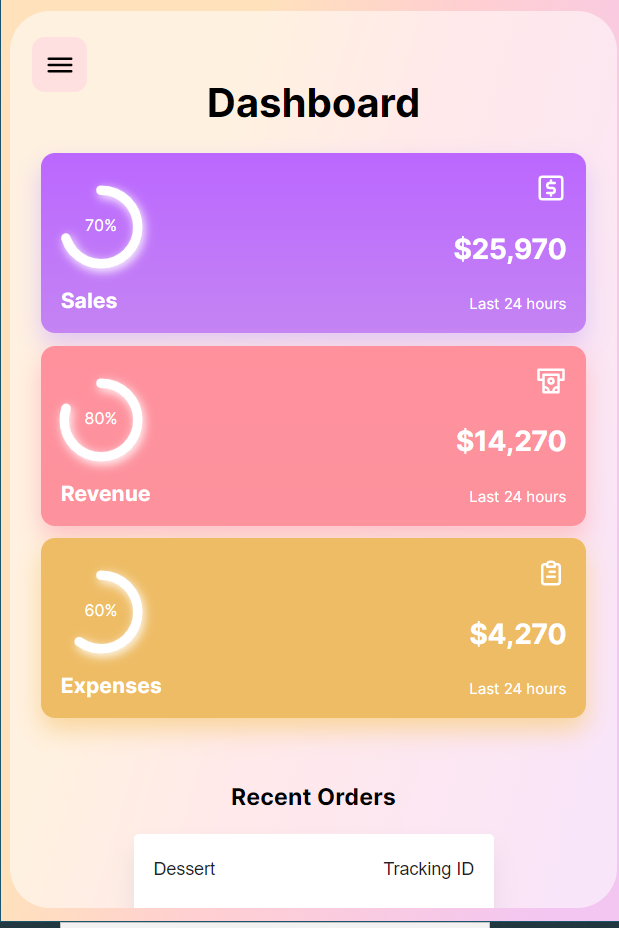 Dashboard
70%
$25,970
Sales
Last 24 hours
80%
$14,270
Revenue
Last 24 hours
60%
$4,270
Expenses
Last 24 hours
Recent Orders
Dessert Tracking ID